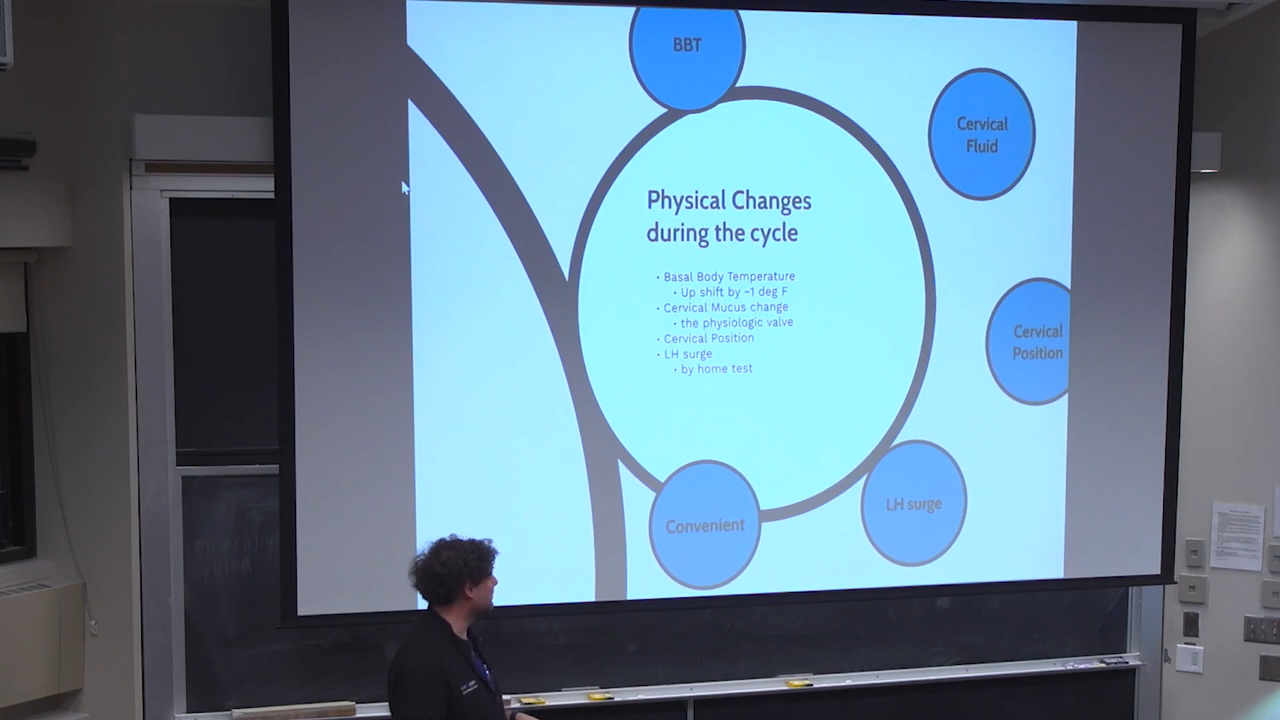 BBT
Cervical
Fluid
Physical Changes
during the cycle
• Basal Body Temperature
• Up shift by ~1 deg F
• Cervical Mucus change
• the physiologic valve
• Cervical Position
• LH surge
• by home test
Cervical
Position
LH surge
Convenient